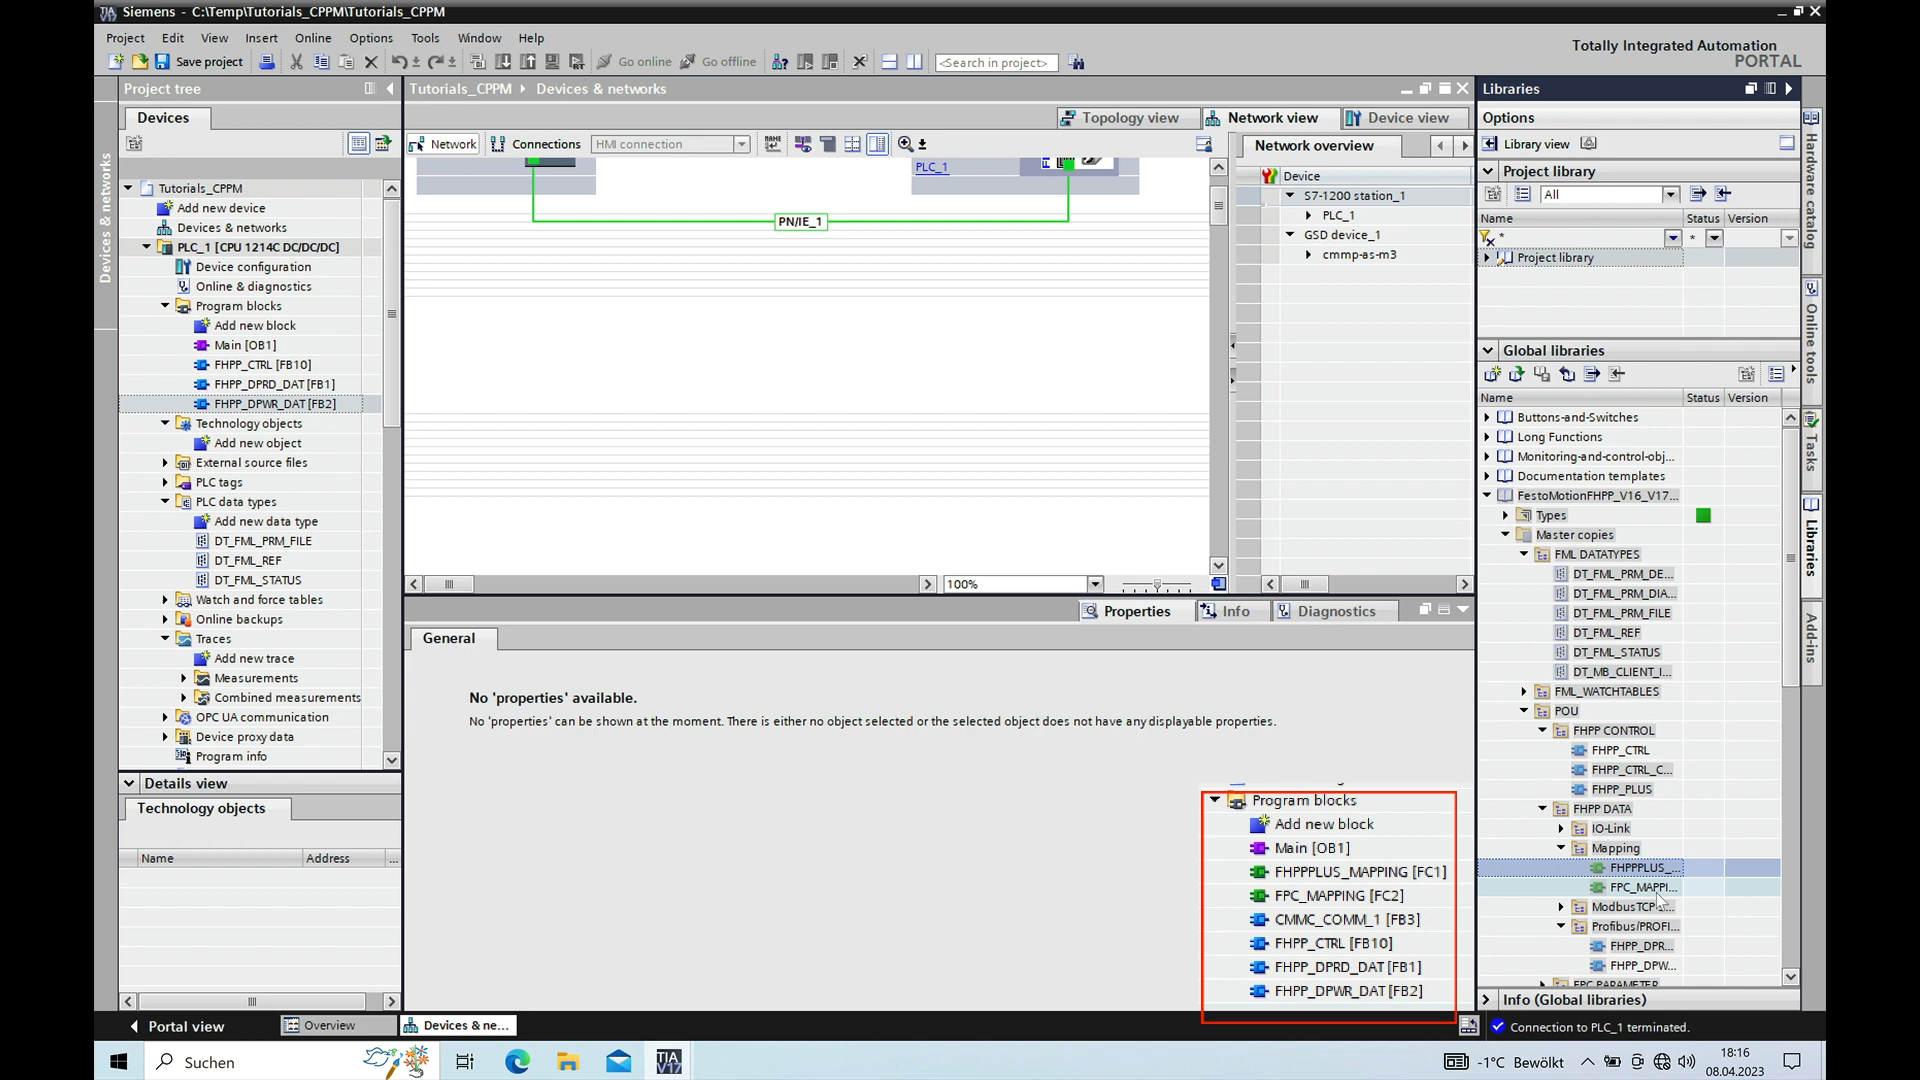 Siemens - C:\Temp\Tutorials_CPPM\Tutorials_CPPM
Project Edit View Insert Online Options Tools Window Help
Totally Integrated Automation
PORTAL
Save project Go online Go offline <Search in project>
Project tree
Tutorials_CPPM Devices & networks
Libraries
Devices
Topology view Network view Device view
Options
Network Connections HMI connection
Network overview
Library view
Project library
All
Name Status Version
Project library
Devices & networks
Tutorials_CPPM
Add new device
Devices & networks
PLC_1 [CPU 1214C DC/DC/DC]
Device configuration
Online & diagnostics
Program blocks
Add new block
Main [OB1]
FHPP_CTRL [FB10]
FHPP_DPRD_DAT [FB1]
FHPP_DPWR_DAT [FB2]
Technology objects
Add new object
External source files
PLC tags
PLC data types
Add new data type
DT_FML_PRM_FILE
DT_FML_REF
DT_FML_STATUS
Watch and force tables
Online backups
Traces
Add new trace
Measurements
Combined measurements
OPC UA communication
Device proxy data
Program info
Details view
Technology objects
Name Address ...
PLC_1
PN/IE_1
100%
Device
S7-1200 station_1
PLC_1
GSD device_1
cmmp-as-m3
Properties Info Diagnostics
General
No 'properties' available.
No 'properties' can be shown at the moment. There is either no object selected or the selected object does not have any displayable properties.
Program blocks
Add new block
Main [OB1]
FHPPPLUS_MAPPING [FC1]
FPC_MAPPING [FC2]
CMMC_COMM_1 [FB3]
FHPP_CTRL [FB10]
FHPP_DPRD_DAT [FB1]
FHPP_DPWR_DAT [FB2]
Global libraries
Name Status Version
Buttons-and-Switches
Long Functions
Monitoring-and-control-obj...
Documentation templates
FestoMotionFHPP_V16_V17...
Types
Master copies
FML DATATYPES
DT_FML_PRM_DE...
DT_FML_PRM_DIA...
DT_FML_PRM_FILE
DT_FML_REF
DT_FML_STATUS
DT_MB_CLIENT_I...
FML_WATCHTABLES
POU
FHPP CONTROL
FHPP_CTRL
FHPP_CTRL_C...
FHPP_PLUS
FHPP DATA
IO-Link
Mapping
FHPPPLUS_...
FPC_MAPPI...
ModbusTCP...
Profibus/PROFI...
FHPP_DPR...
FHPP_DPW...
FPC PARAMETER
Info (Global libraries)
Hardware catalog
Online tools
Tasks
Libraries
Add-ins
Portal view Overview Devices & ne...
Connection to PLC_1 terminated.
Suchen
TIA
V17
-1°C Bewölkt
18:16
08.04.2023